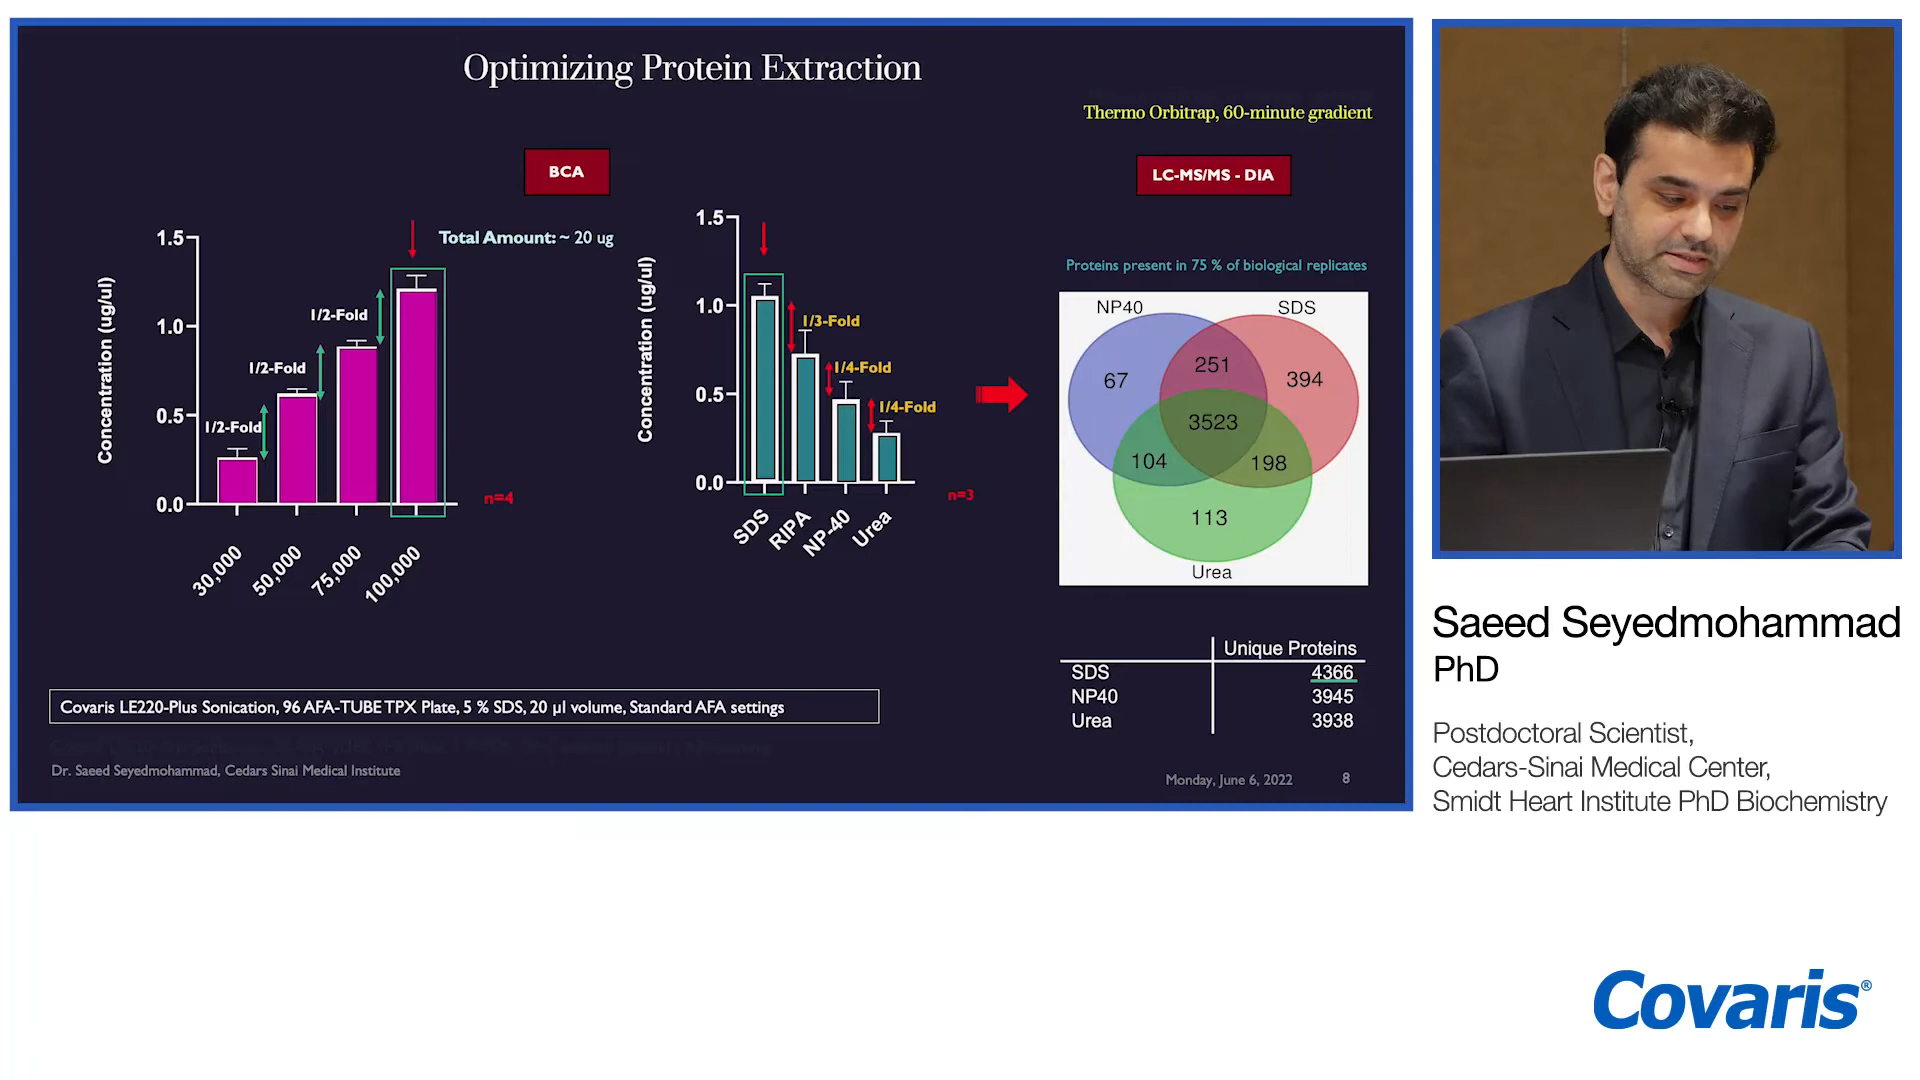 Optimizing Protein Extraction
Thermo Orbitrap, 60-minute gradient
BCA
LC-MS/MS - DIA
Total Amount: ~ 20 ug
Concentration (ug/ul)
1.5
1.0
0.5
0.0
1/2-Fold
1/2-Fold
1/2-Fold
n=4
30,000
50,000
75,000
100,000
Concentration (ug/ul)
1.5
1.0
0.5
0.0
1/3-Fold
1/4-Fold
1/4-Fold
n=3
SDS
RIPA
NP-40
Urea
Proteins present in 75 % of biological replicates
NP40
SDS
67
251
394
3523
104
198
113
Urea
Unique Proteins
SDS 4366
NP40 3945
Urea 3938
Covaris LE220-Plus Sonication, 96 AFA-TUBE TPX Plate, 5 % SDS, 20 µl volume, Standard AFA settings
Dr. Saeed Seyedmohammad, Cedars Sinai Medical Institute
Monday, June 6, 2022
8
Saeed Seyedmohammad
PhD
Postdoctoral Scientist,
Cedars-Sinai Medical Center,
Smidt Heart Institute PhD Biochemistry
Covaris®